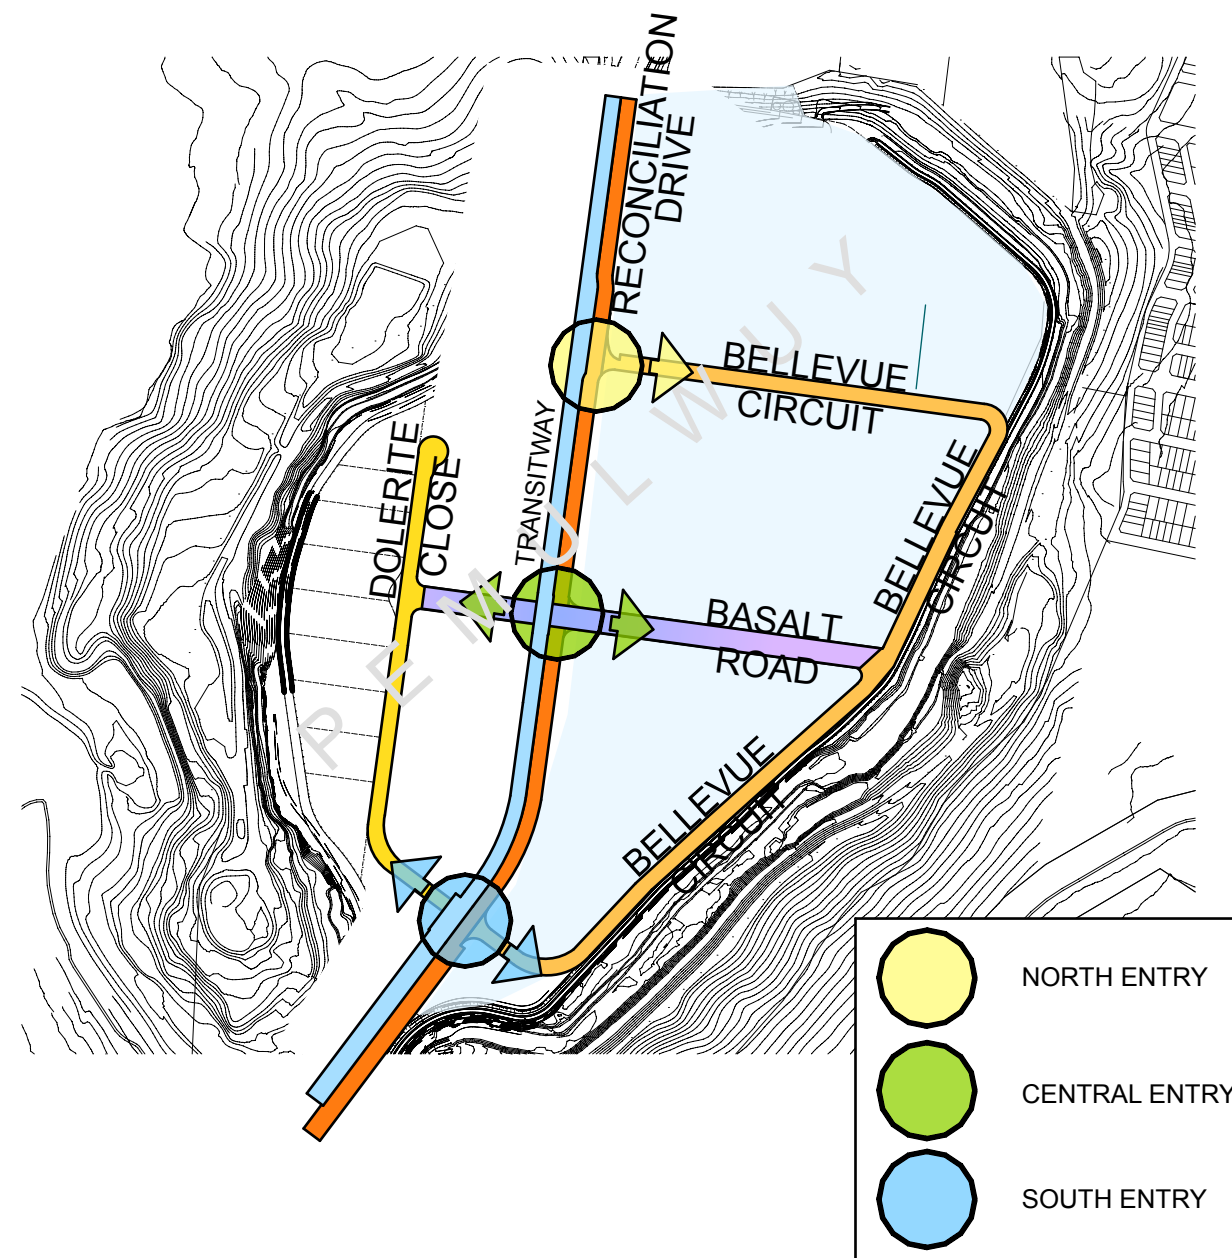 RECONCILIATION
DRIVE
BELLEVUE
CIRCUIT
TRANSITWAY
DOLERITE
CLOSE
BELLEVUE
CIRCUIT
BASALT
ROAD
PEMULWUY
BELLEVUE
CIRCUIT
NORTH ENTRY
CENTRAL ENTRY
SOUTH ENTRY